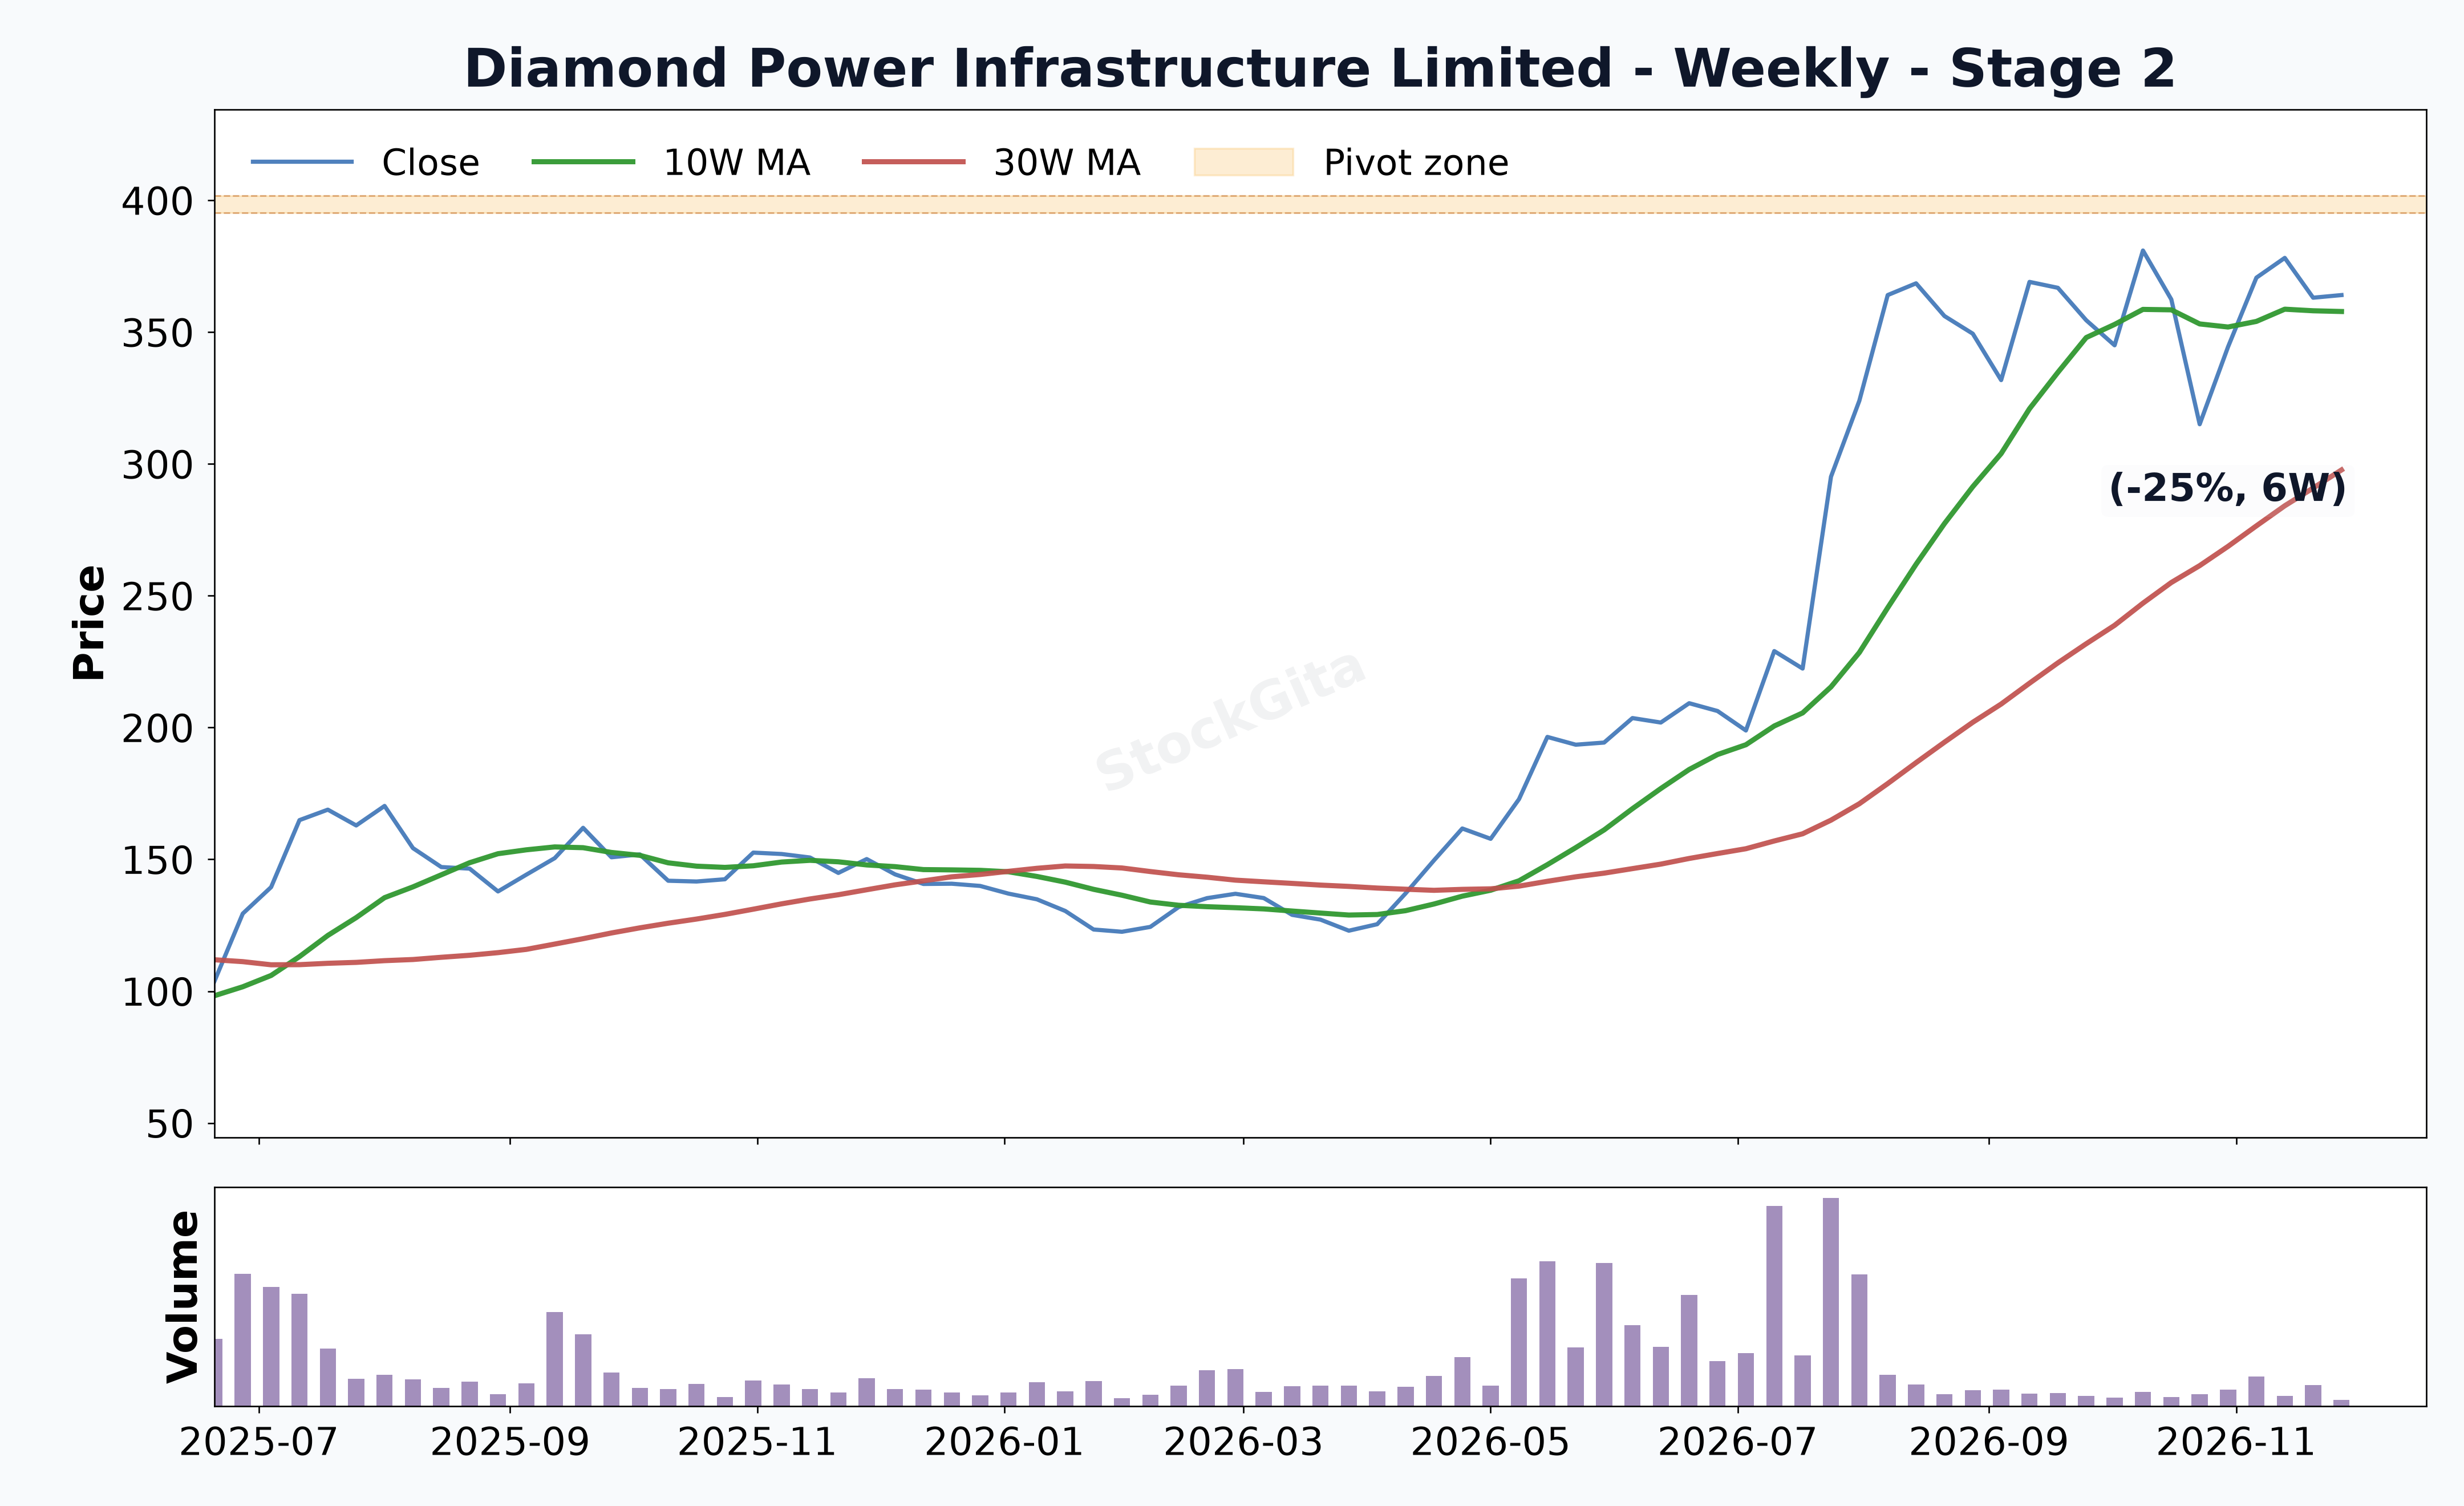 Diamond Power Infrastructure Limited - Weekly - Stage 2
Close 10W MA 30W MA Pivot zone
400
350
300
250
200
150
100
50
Price
(-25%, 6W)
StockGita
Volume
2025-07 2025-09 2025-11 2026-01 2026-03 2026-05 2026-07 2026-09 2026-11